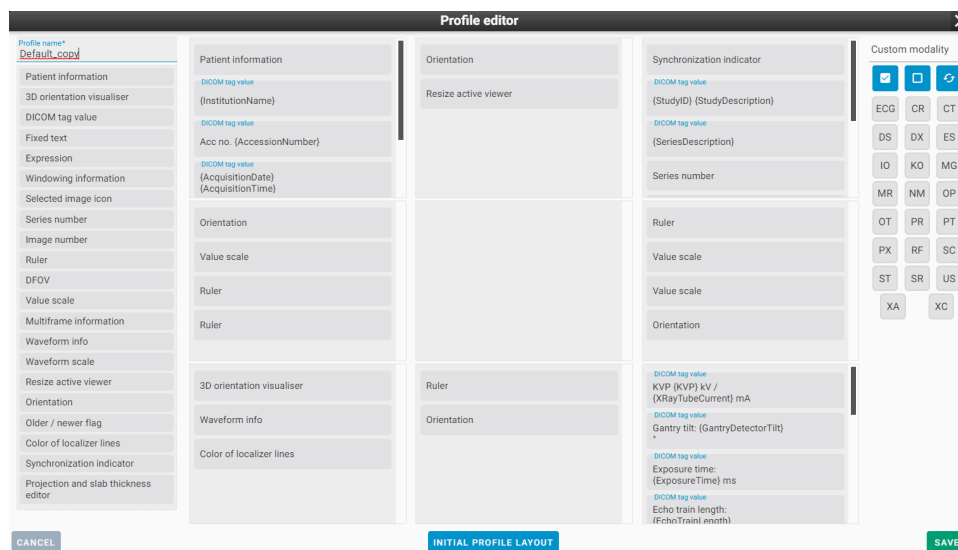 Profile editor
Profile name*
Default_copy
Patient information
3D orientation visualiser
DICOM tag value
Fixed text
Expression
Windowing information
Selected image icon
Series number
Image number
Ruler
DFOV
Value scale
Multiframe information
Waveform info
Waveform scale
Resize active viewer
Orientation
Older / newer flag
Color of localizer lines
Synchronization indicator
Projection and slab thickness
editor
Patient information
DICOM tag value
{InstitutionName}
DICOM tag value
Acc no. {AccessionNumber}
DICOM tag value
{AcquisitionDate}
{AcquisitionTime}
Orientation
Resize active viewer
Synchronization indicator
DICOM tag value
{StudyID} {StudyDescription}
DICOM tag value
{SeriesDescription}
Series number
Orientation
Value scale
Ruler
Ruler
Ruler
Value scale
Value scale
Orientation
3D orientation visualiser
Waveform info
Color of localizer lines
Ruler
Orientation
DICOM tag value
KVP {KVP} kV /
{XRayTubeCurrent} mA
DICOM tag value
Gantry tilt: {GantryDetectorTilt}
°
DICOM tag value
Exposure time:
{ExposureTime} ms
DICOM tag value
Echo train length:
{EchoTrainLength}
Custom modality
ECG CR CT
DS DX ES
IO KO MG
MR NM OP
OT PR PT
PX RF SC
ST SR US
XA XC
CANCEL
INITIAL PROFILE LAYOUT
SAVE